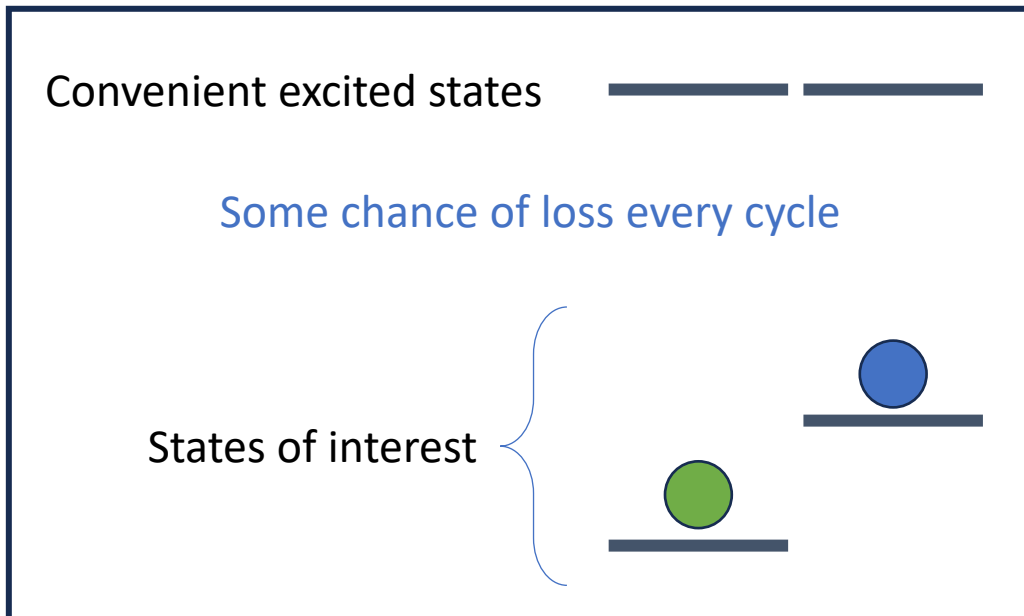 Convenient excited states
Some chance of loss every cycle
States of interest